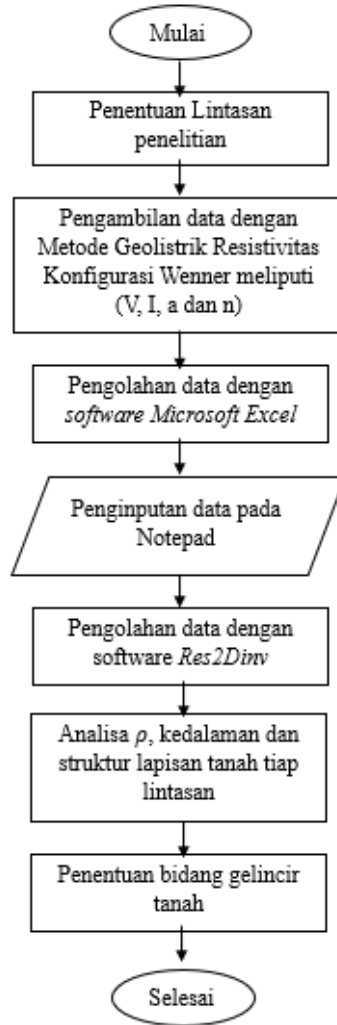 Mulai
Penentuan Lintasan
penelitian
Pengambilan data dengan
Metode Geolistrik Resistivitas
Konfigurasi Wenner meliputi
(V, I, a dan n)
Pengolahan data dengan
software Microsoft Excel
Penginputan data pada
Notepad
Pengolahan data dengan
software Res2Dinv
Analisa ρ, kedalaman dan
struktur lapisan tanah tiap
lintasan
Penentuan bidang gelincir
tanah
Selesai